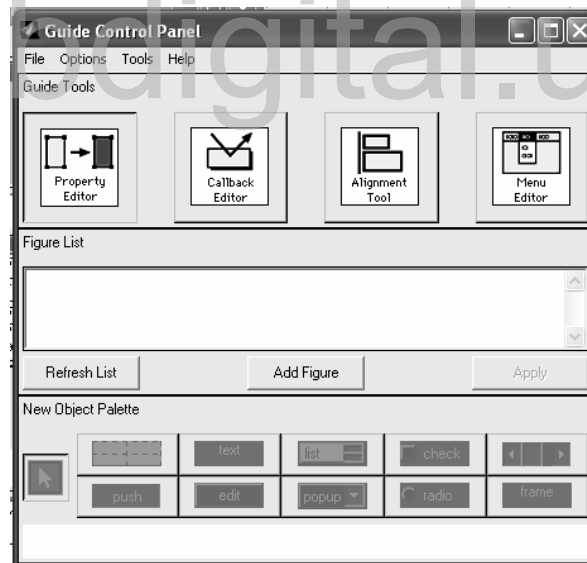 bdigital.u
Guide Control Panel
File Options Tools Help
Guide Tools
Property Editor
Callback Editor
Alignment Tool
Menu Editor
Figure List
Refresh List Add Figure Apply
New Object Palette
text list check
push edit popup radio frame